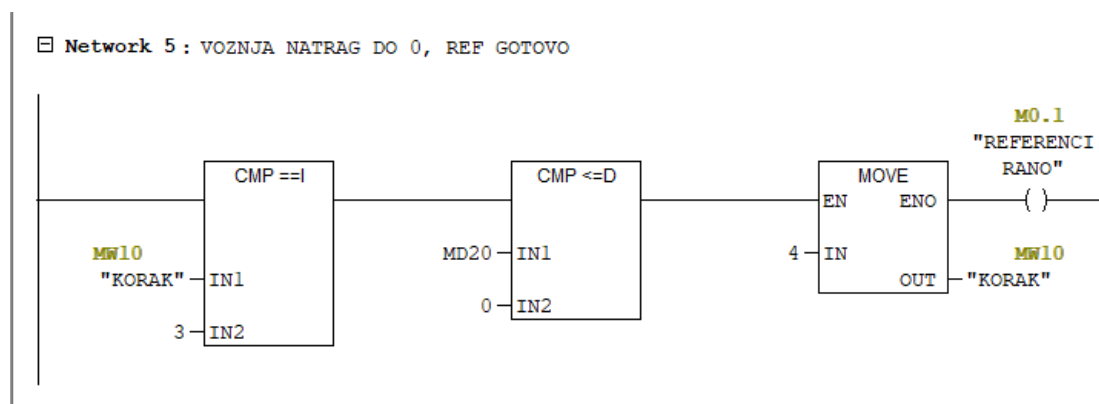 Network 5: VOZNJA NATRAG DO 0, REF GOTOVO
M0.1
"REFERENCI
RANO"
CMP ==I
CMP <=D
MOVE
EN ENO
MW10
"KORAK" IN1
3 IN2
MD20 IN1
0 IN2
4 IN
MW10
OUT "KORAK"